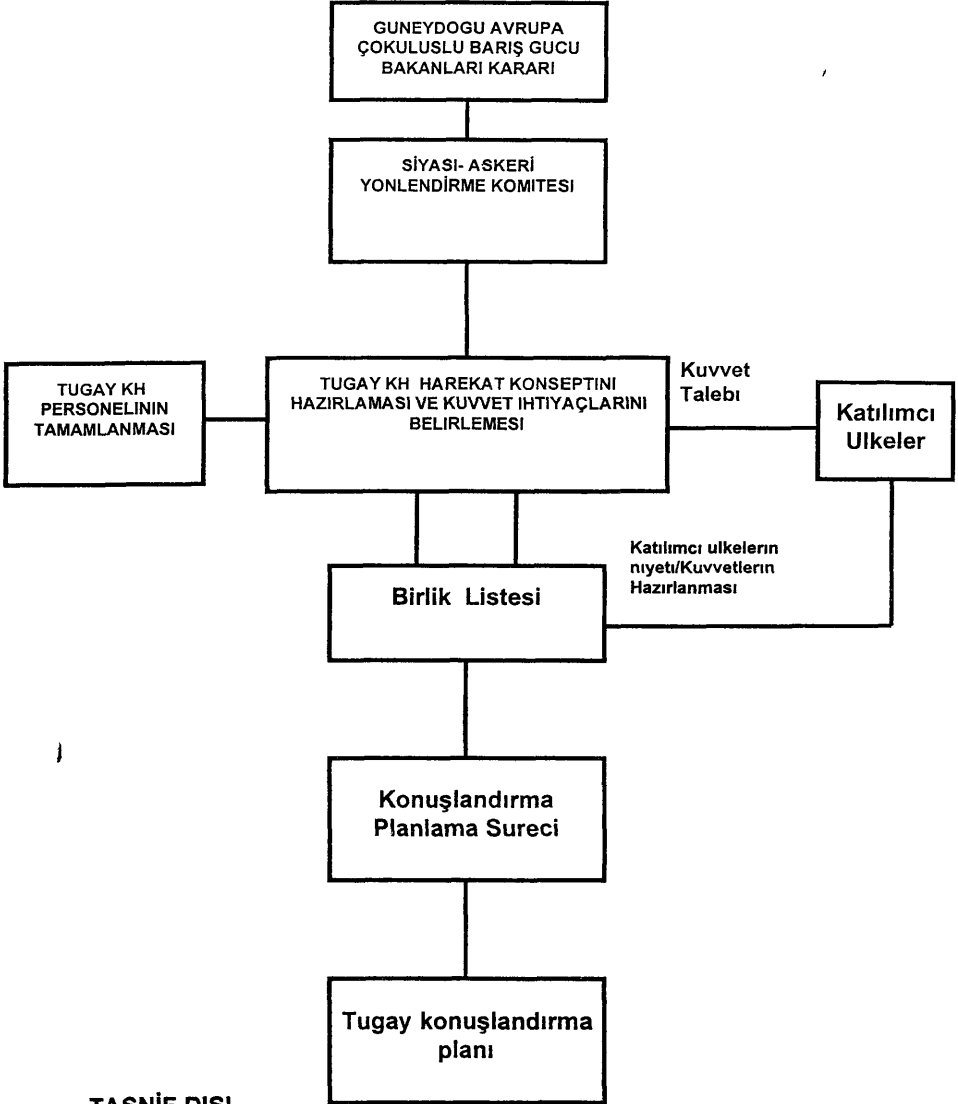 GUNEYDOGU AVRUPA
ÇOKULUSLU BARIŞ GUCU
BAKANLARI KARARI
SİYASI- ASKERİ
YONLENDİRME KOMITESI
TUGAY KH
PERSONELININ
TAMAMLANMASI
TUGAY KH HAREKAT KONSEPTINI
HAZIRLAMASI VE KUVVET IHTIYAÇLARINI
BELIRLEMESI
Kuvvet
Talebı
Katılımcı
Ulkeler
Katılımcı ulkelerın
nıyetı/Kuvvetlerın
Hazırlanması
Birlik Listesi
Konuşlandırma
Planlama Sureci
Tugay konuşlandırma
planı
TASNİF DIŞI